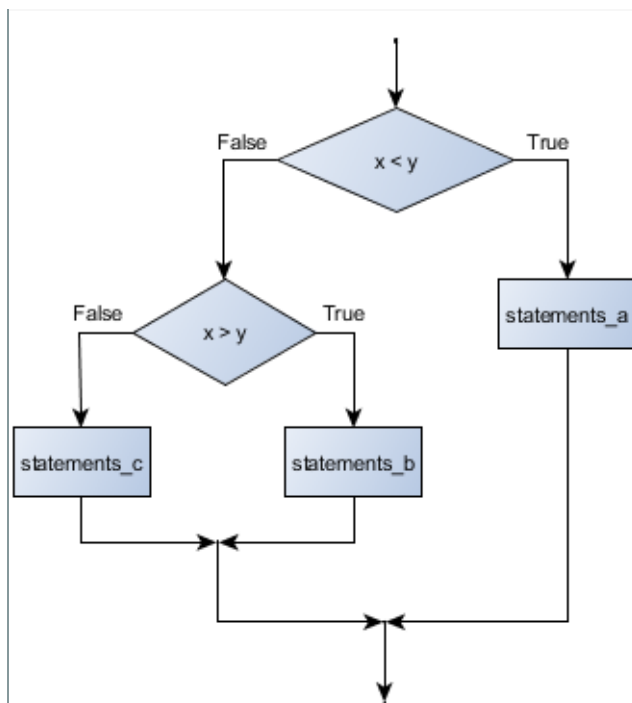 False
True
x < y
False
True
x > y
statements_a
statements_c
statements_b